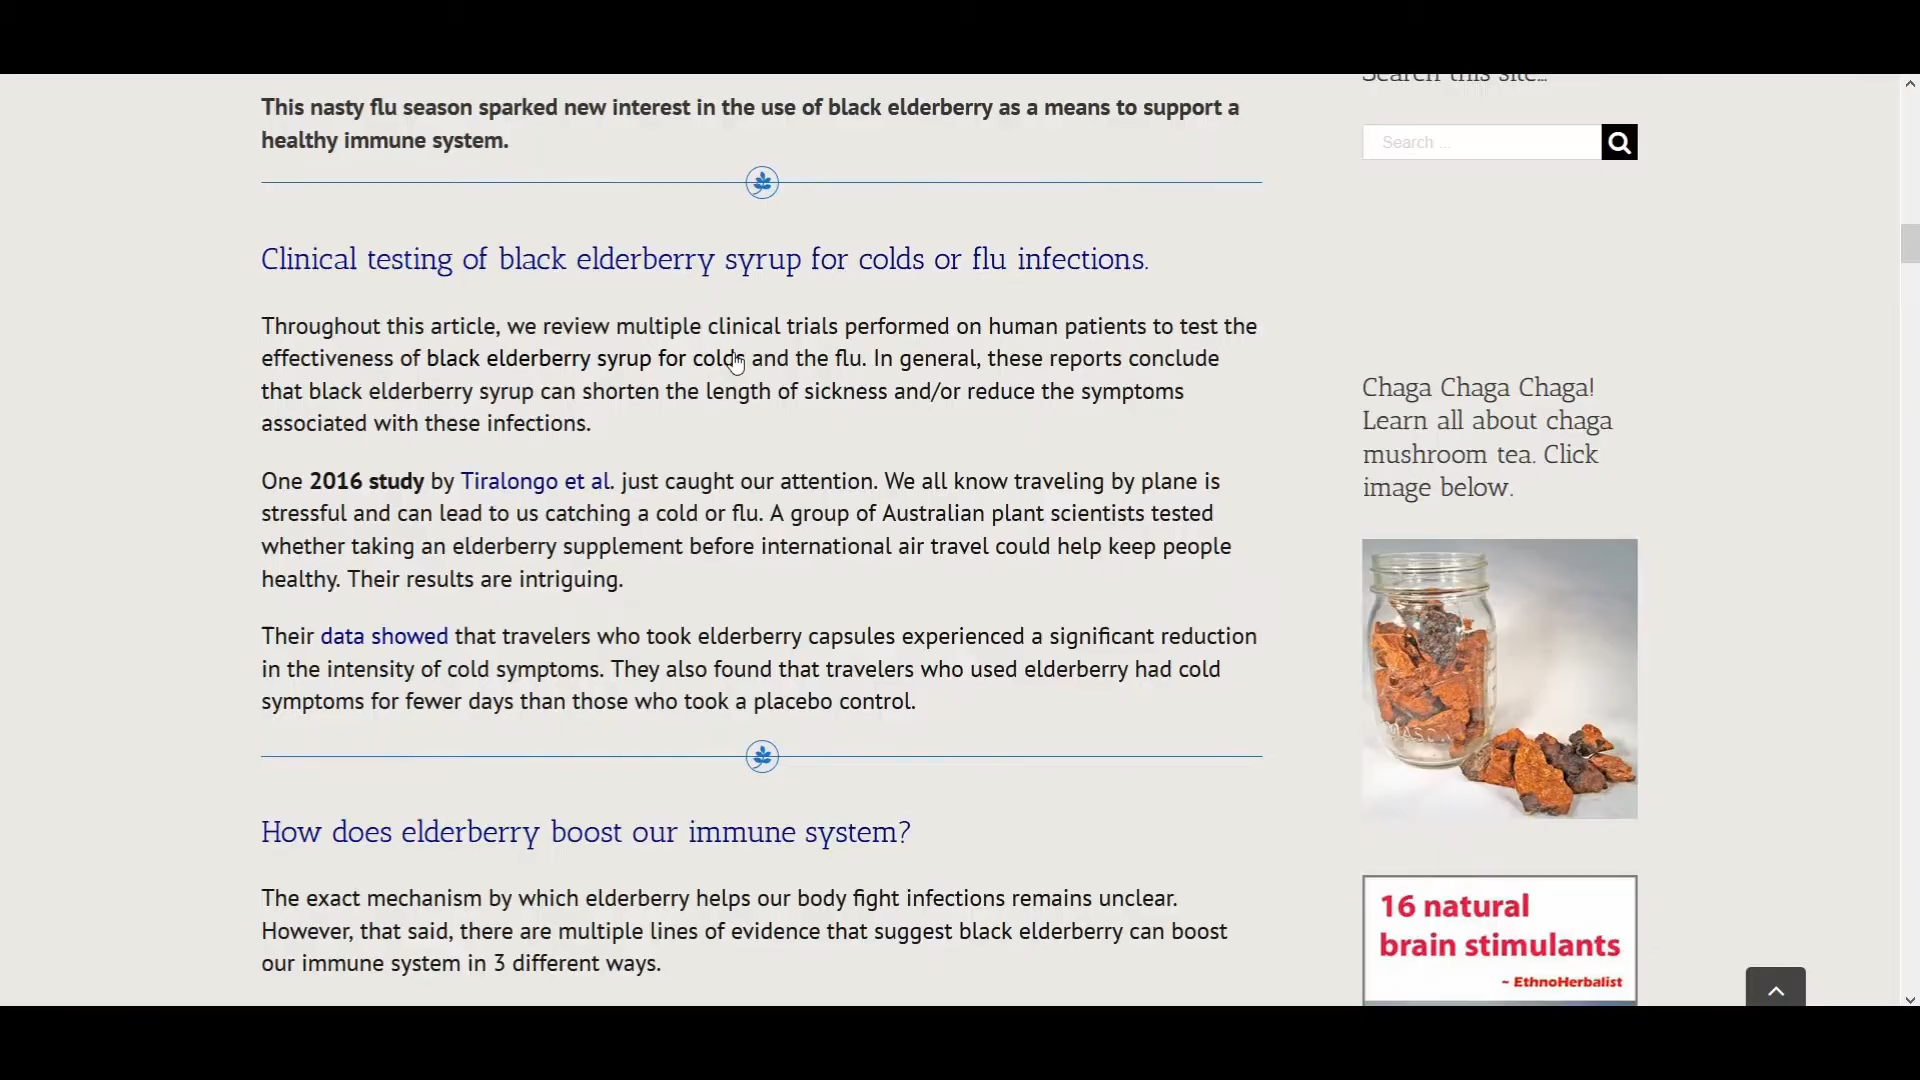 Search this site...
This nasty flu season sparked new interest in the use of black elderberry as a means to support a
healthy immune system.
Search ...
Clinical testing of black elderberry syrup for colds or flu infections.
Throughout this article, we review multiple clinical trials performed on human patients to test the
effectiveness of black elderberry syrup for colds and the flu. In general, these reports conclude
that black elderberry syrup can shorten the length of sickness and/or reduce the symptoms
associated with these infections.
One 2016 study by Tiralongo et al. just caught our attention. We all know traveling by plane is
stressful and can lead to us catching a cold or flu. A group of Australian plant scientists tested
whether taking an elderberry supplement before international air travel could help keep people
healthy. Their results are intriguing.
Their data showed that travelers who took elderberry capsules experienced a significant reduction
in the intensity of cold symptoms. They also found that travelers who used elderberry had cold
symptoms for fewer days than those who took a placebo control.
How does elderberry boost our immune system?
The exact mechanism by which elderberry helps our body fight infections remains unclear.
However, that said, there are multiple lines of evidence that suggest black elderberry can boost
our immune system in 3 different ways.
Chaga Chaga Chaga!
Learn all about chaga
mushroom tea. Click
image below.
MASON
16 natural
brain stimulants
~ EthnoHerbalist